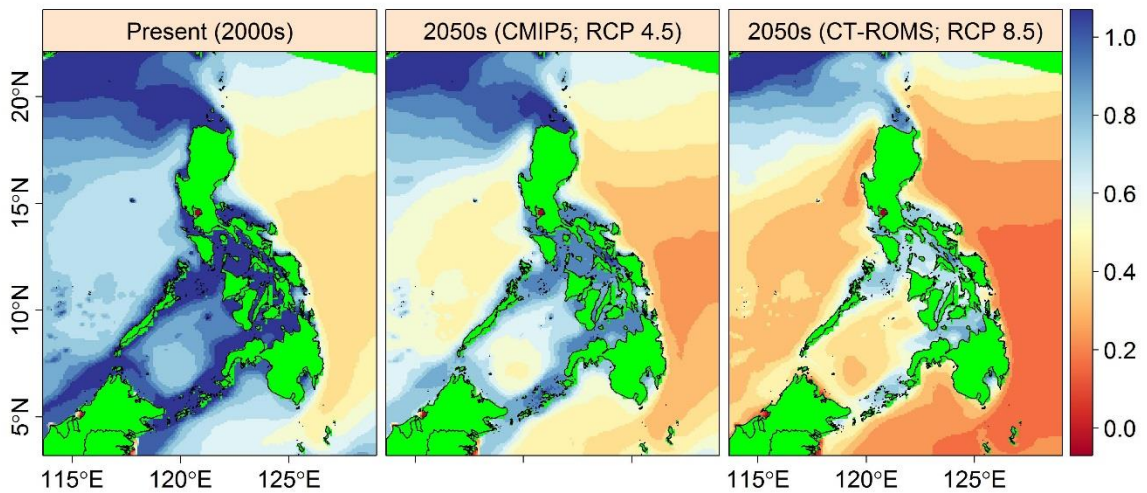 Present (2000s)
2050s (CMIP5; RCP 4.5)
2050s (CT-ROMS; RCP 8.5)
20°N
15°N
10°N
5°N
115°E 120°E 125°E
115°E 120°E 125°E
1.0
0.8
0.6
0.4
0.2
0.0